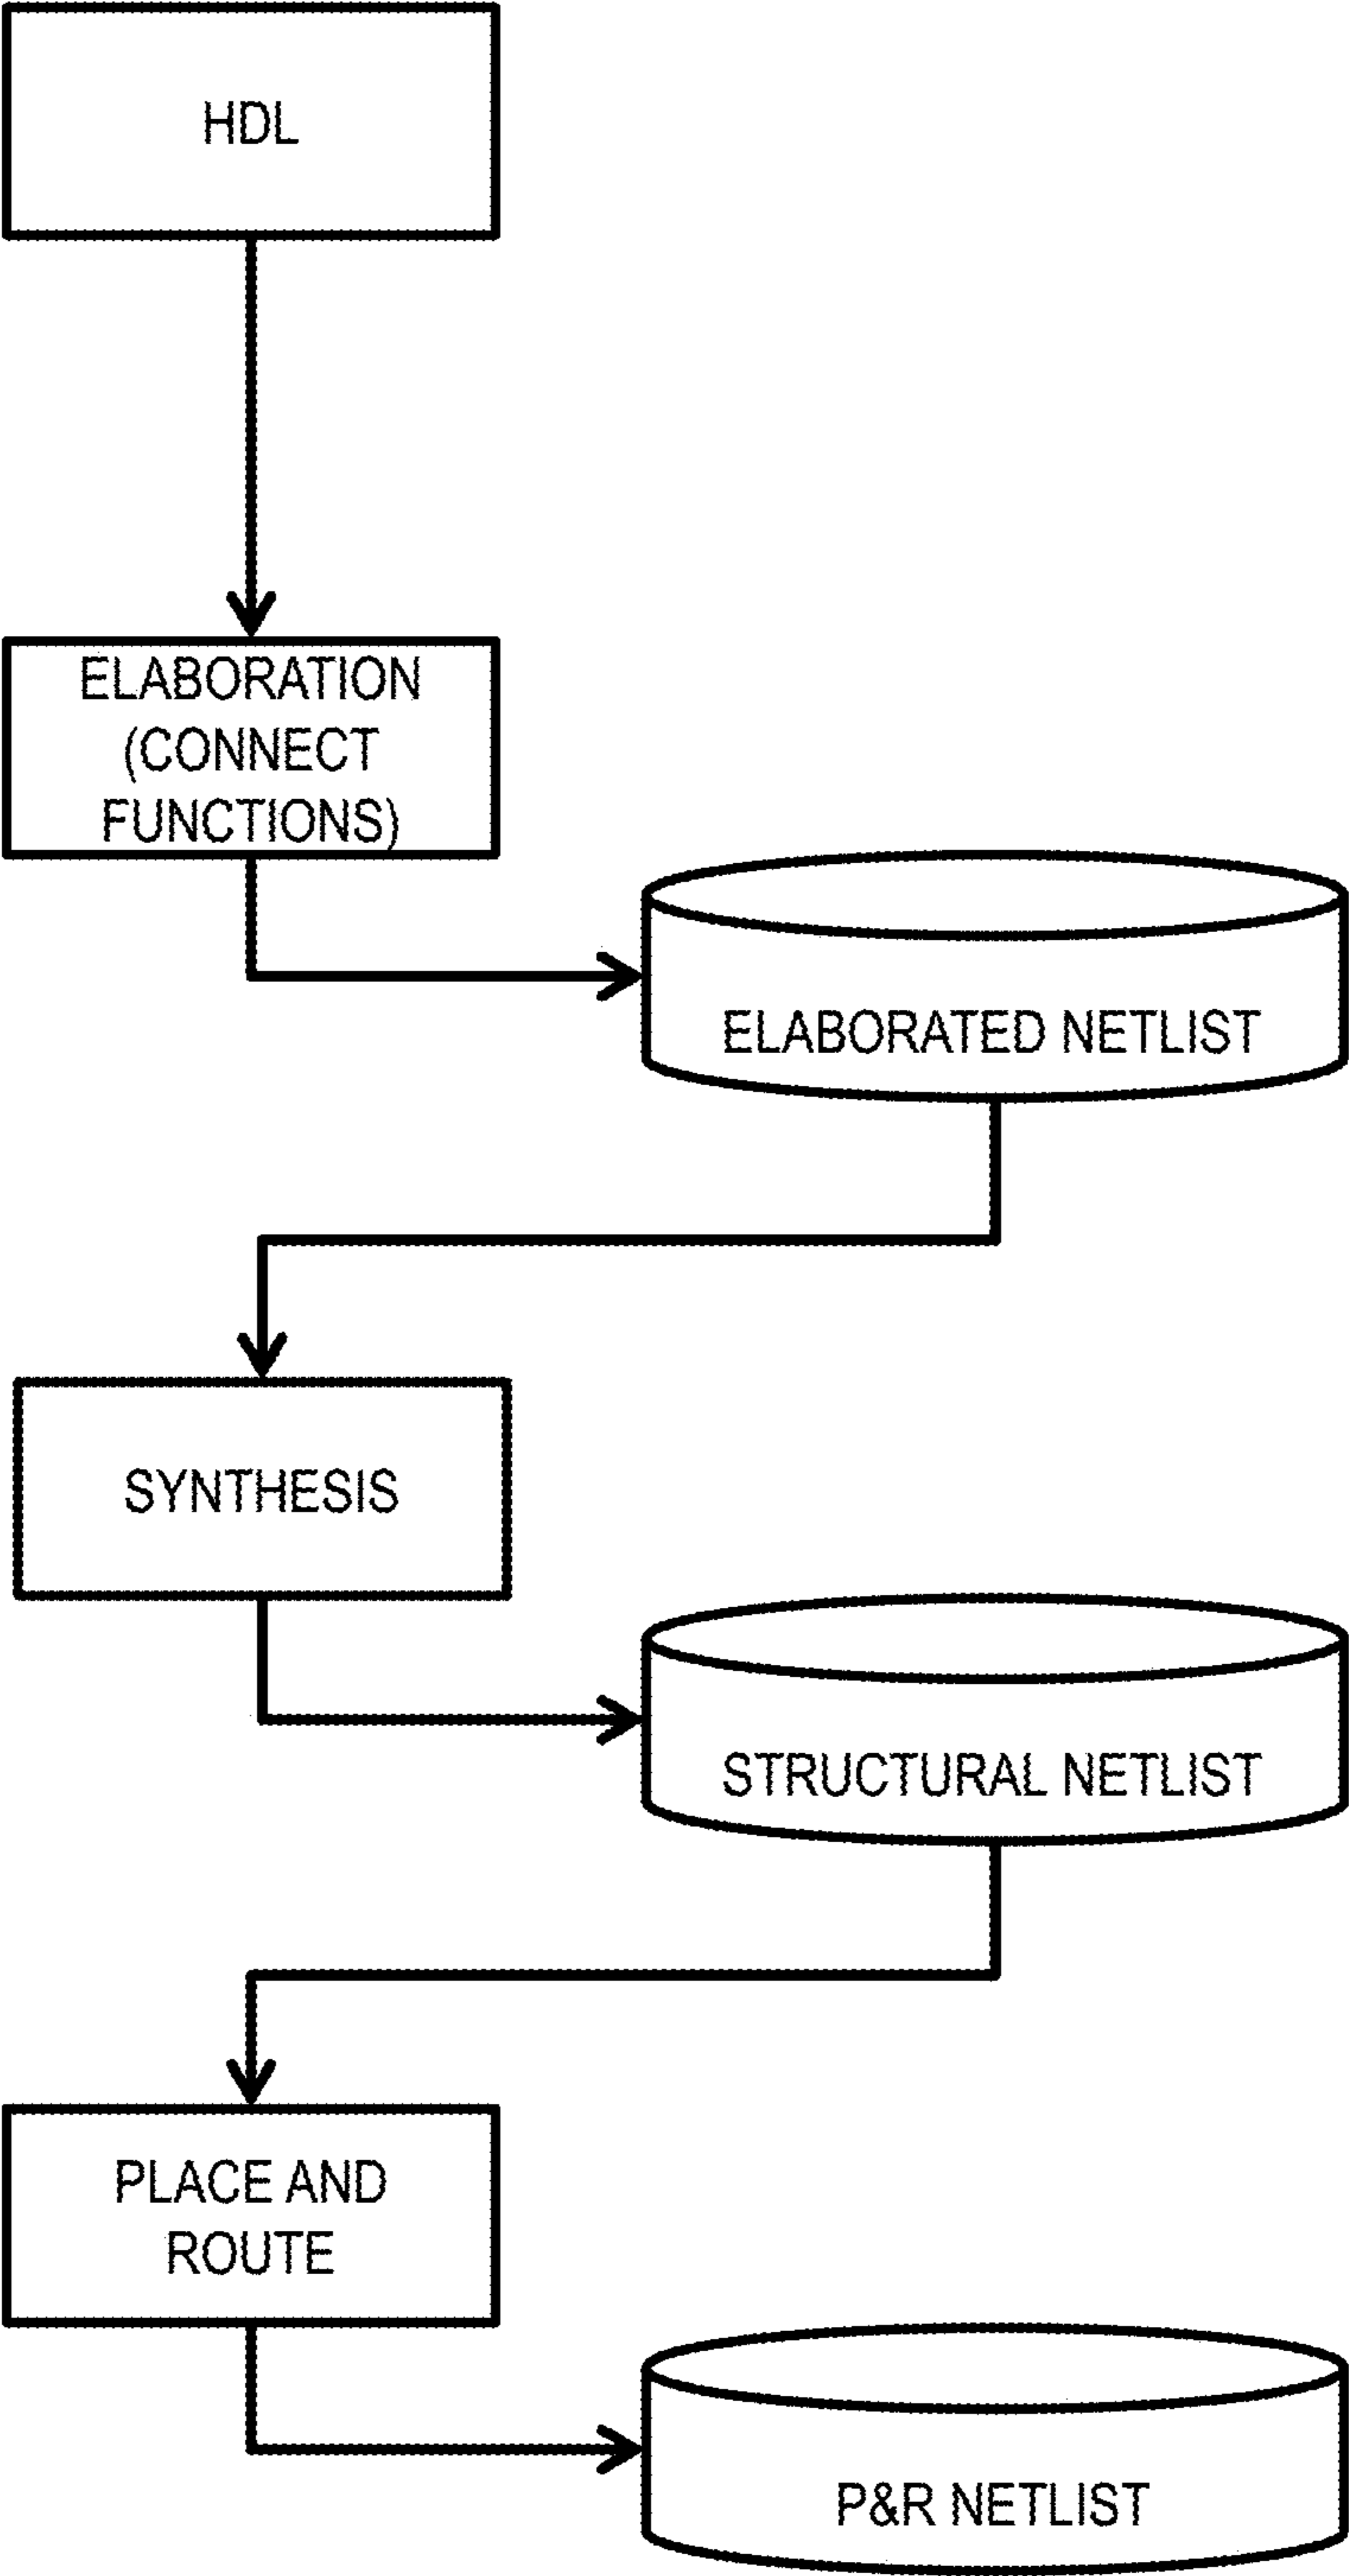 HDL
ELABORATION
(CONNECT
FUNCTIONS)
ELABORATED NETLIST
SYNTHESIS
STRUCTURAL NETLIST
PLACE AND
ROUTE
P&R NETLIST